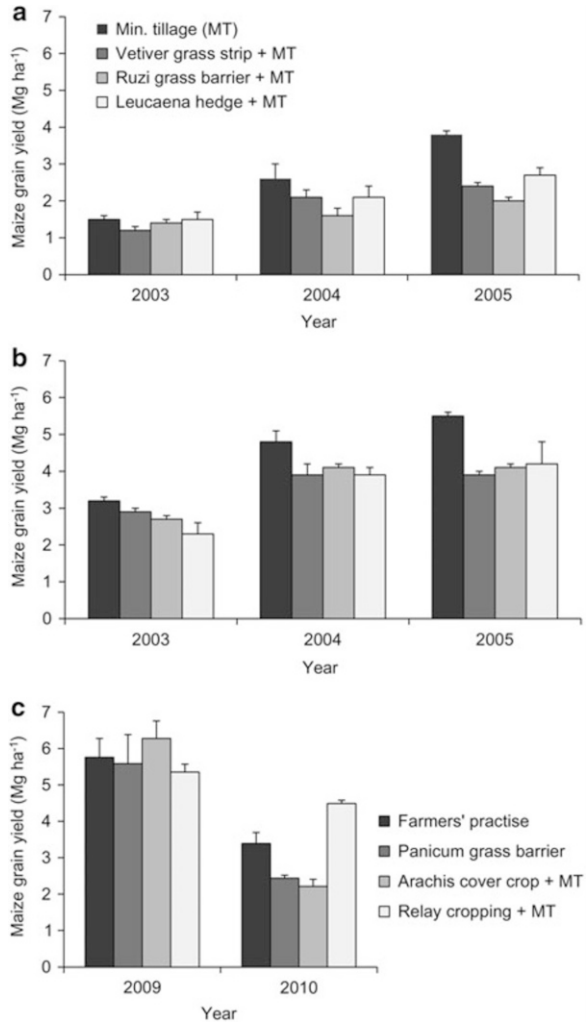 a
Maize grain yield (Mg ha⁻¹)
7
6
5
4
3
2
1
0
Min. tillage (MT)
Vetiver grass strip + MT
Ruzi grass barrier + MT
Leucaena hedge + MT
2003 2004 2005
Year
b
Maize grain yield (Mg ha⁻¹)
7
6
5
4
3
2
1
0
2003 2004 2005
Year
c
Maize grain yield (Mg ha⁻¹)
7
6
5
4
3
2
1
0
Farmers' practise
Panicum grass barrier
Arachis cover crop + MT
Relay cropping + MT
2009 2010
Year